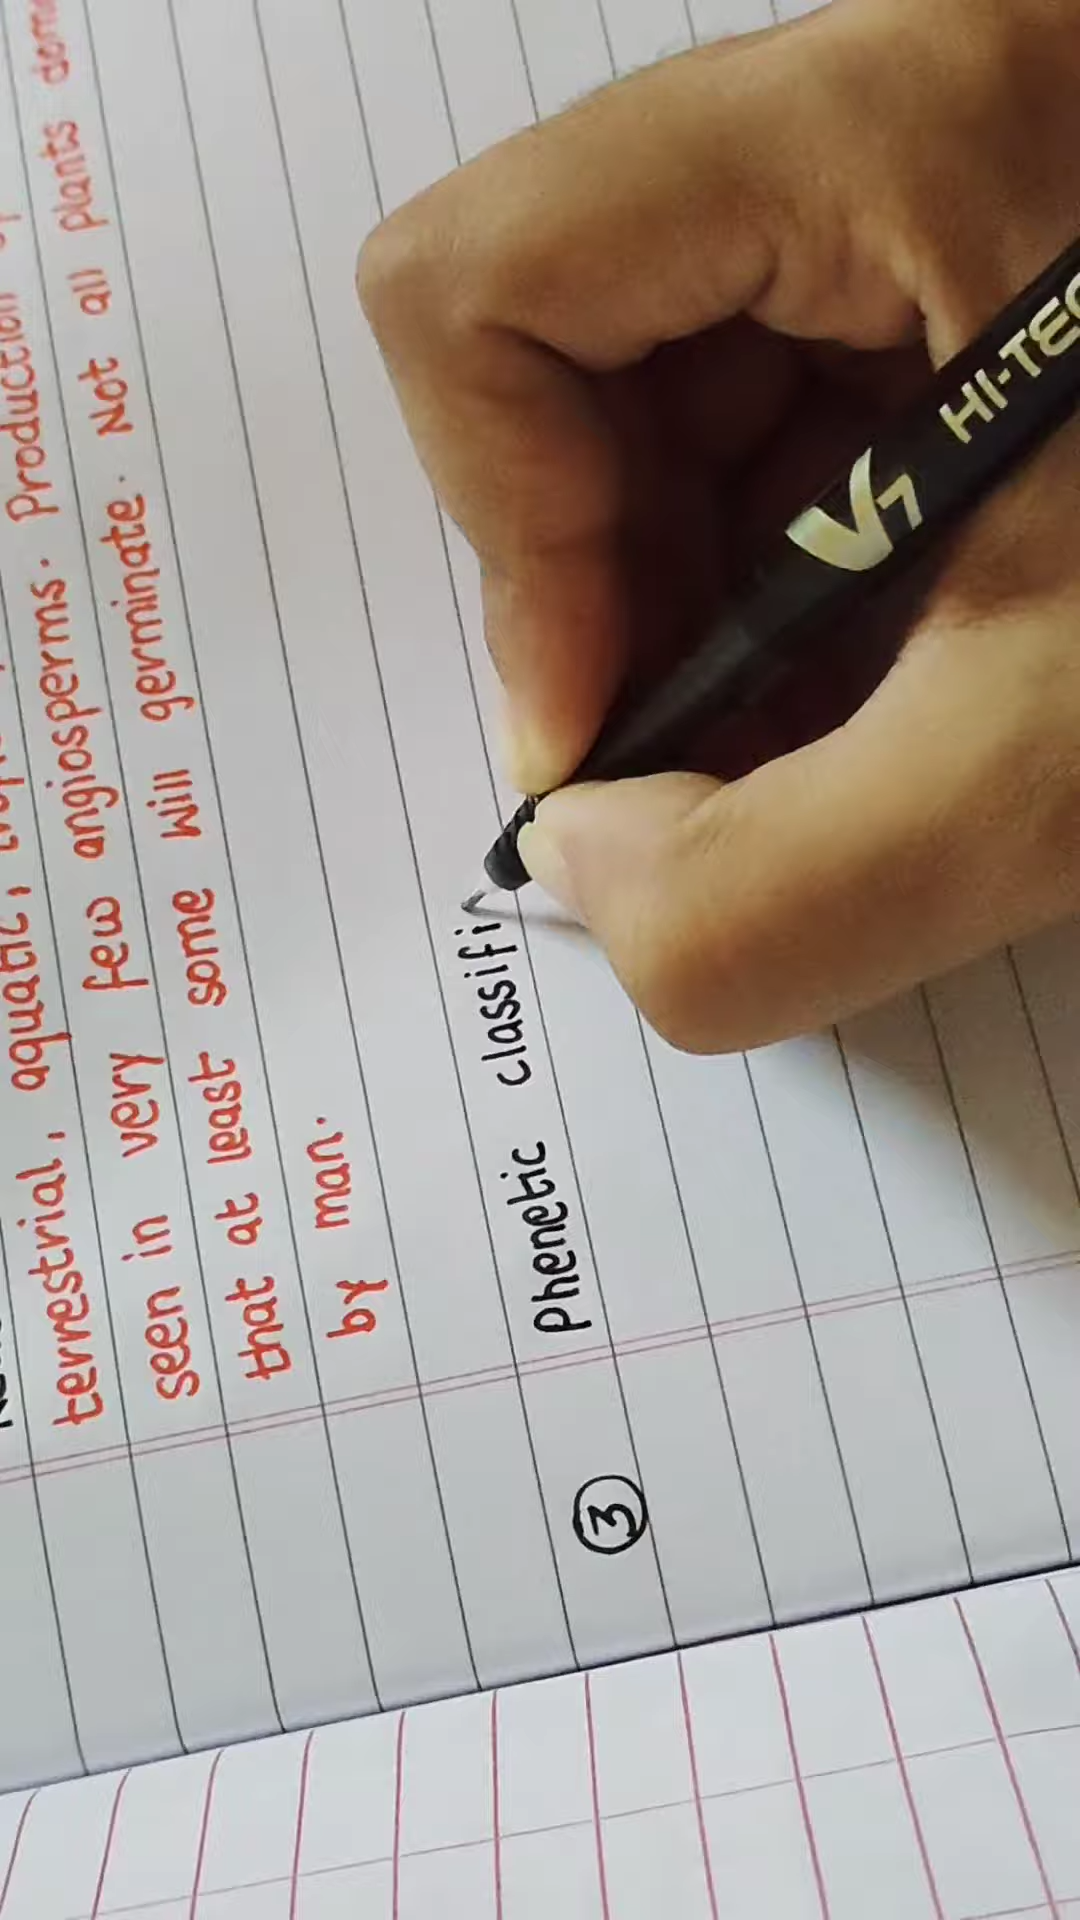 terrestrial, aquatic,
seen in very few angiosperms. Production
that at least some will germinate. Not all plants
by man.
③ Phenetic classifi
V7 HI-TEC